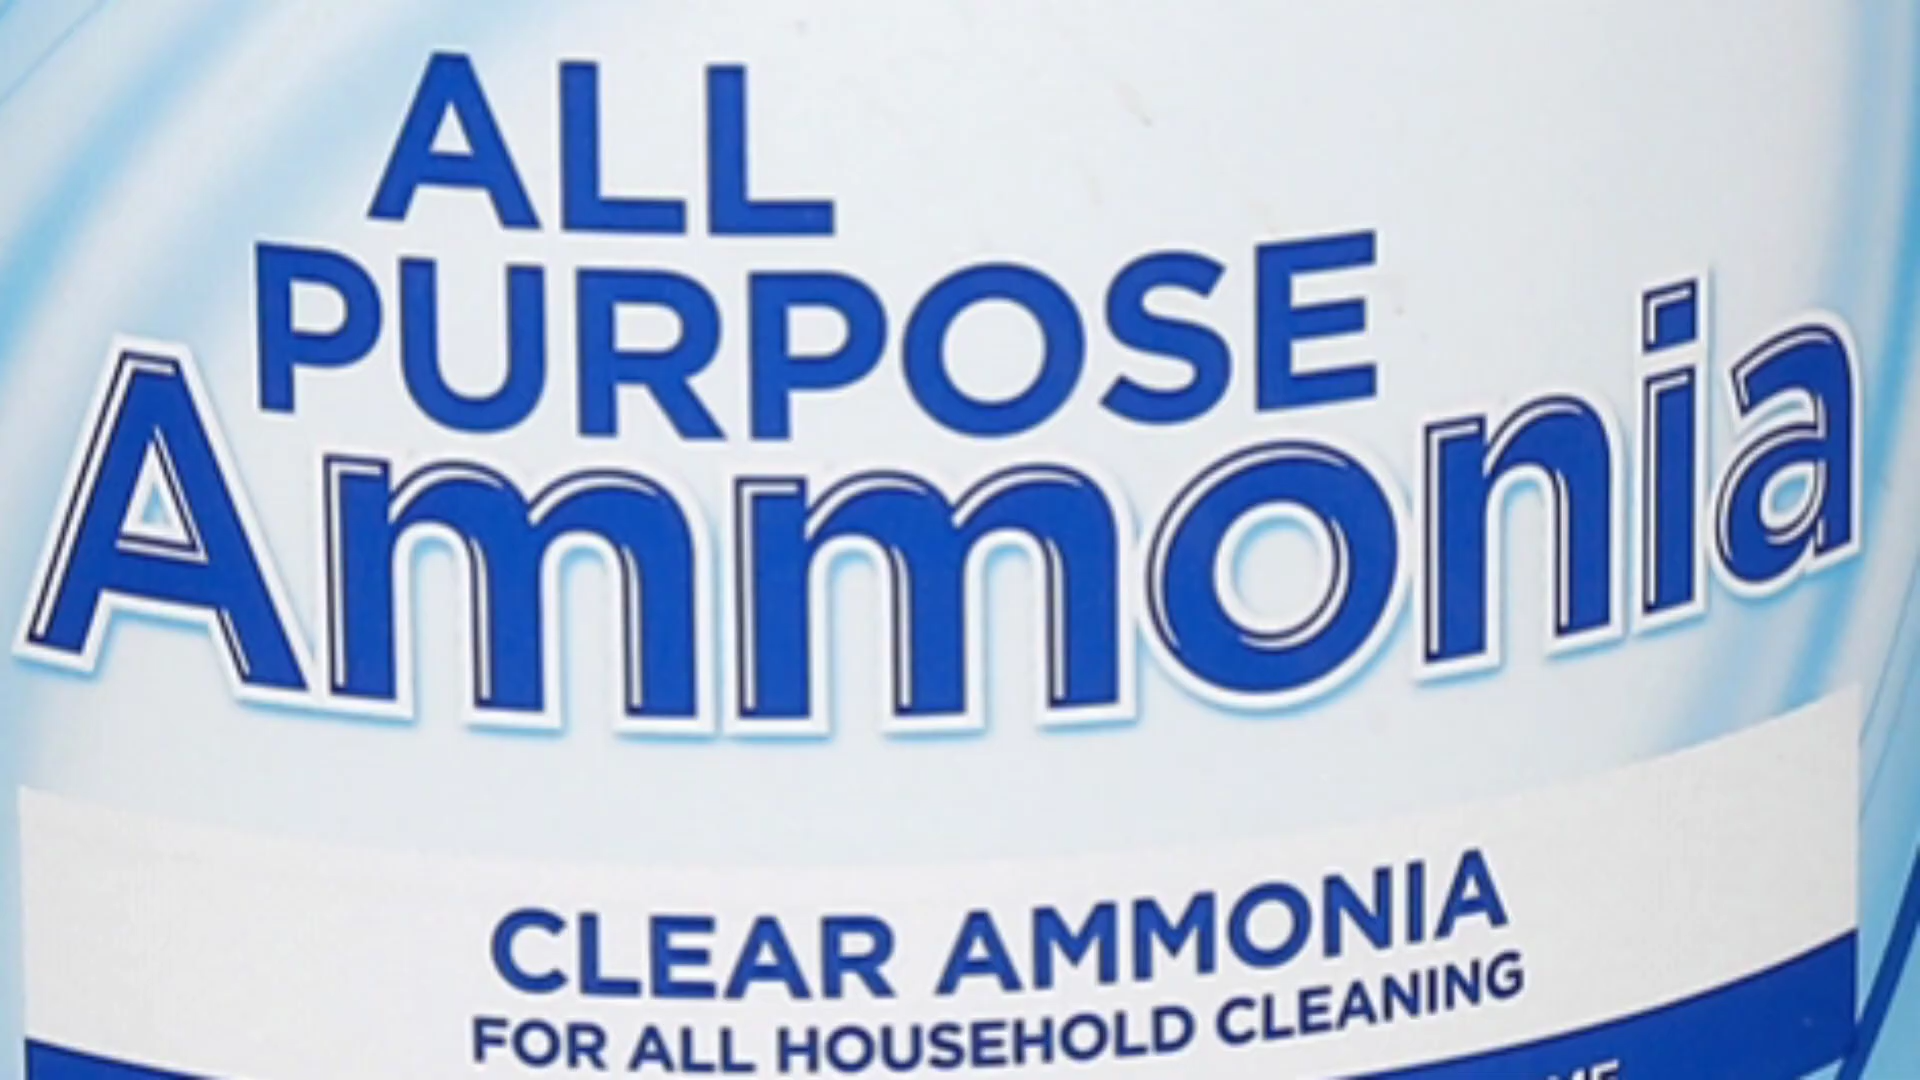 ALL
PURPOSE
Ammonia
CLEAR AMMONIA
FOR ALL HOUSEHOLD CLEANING